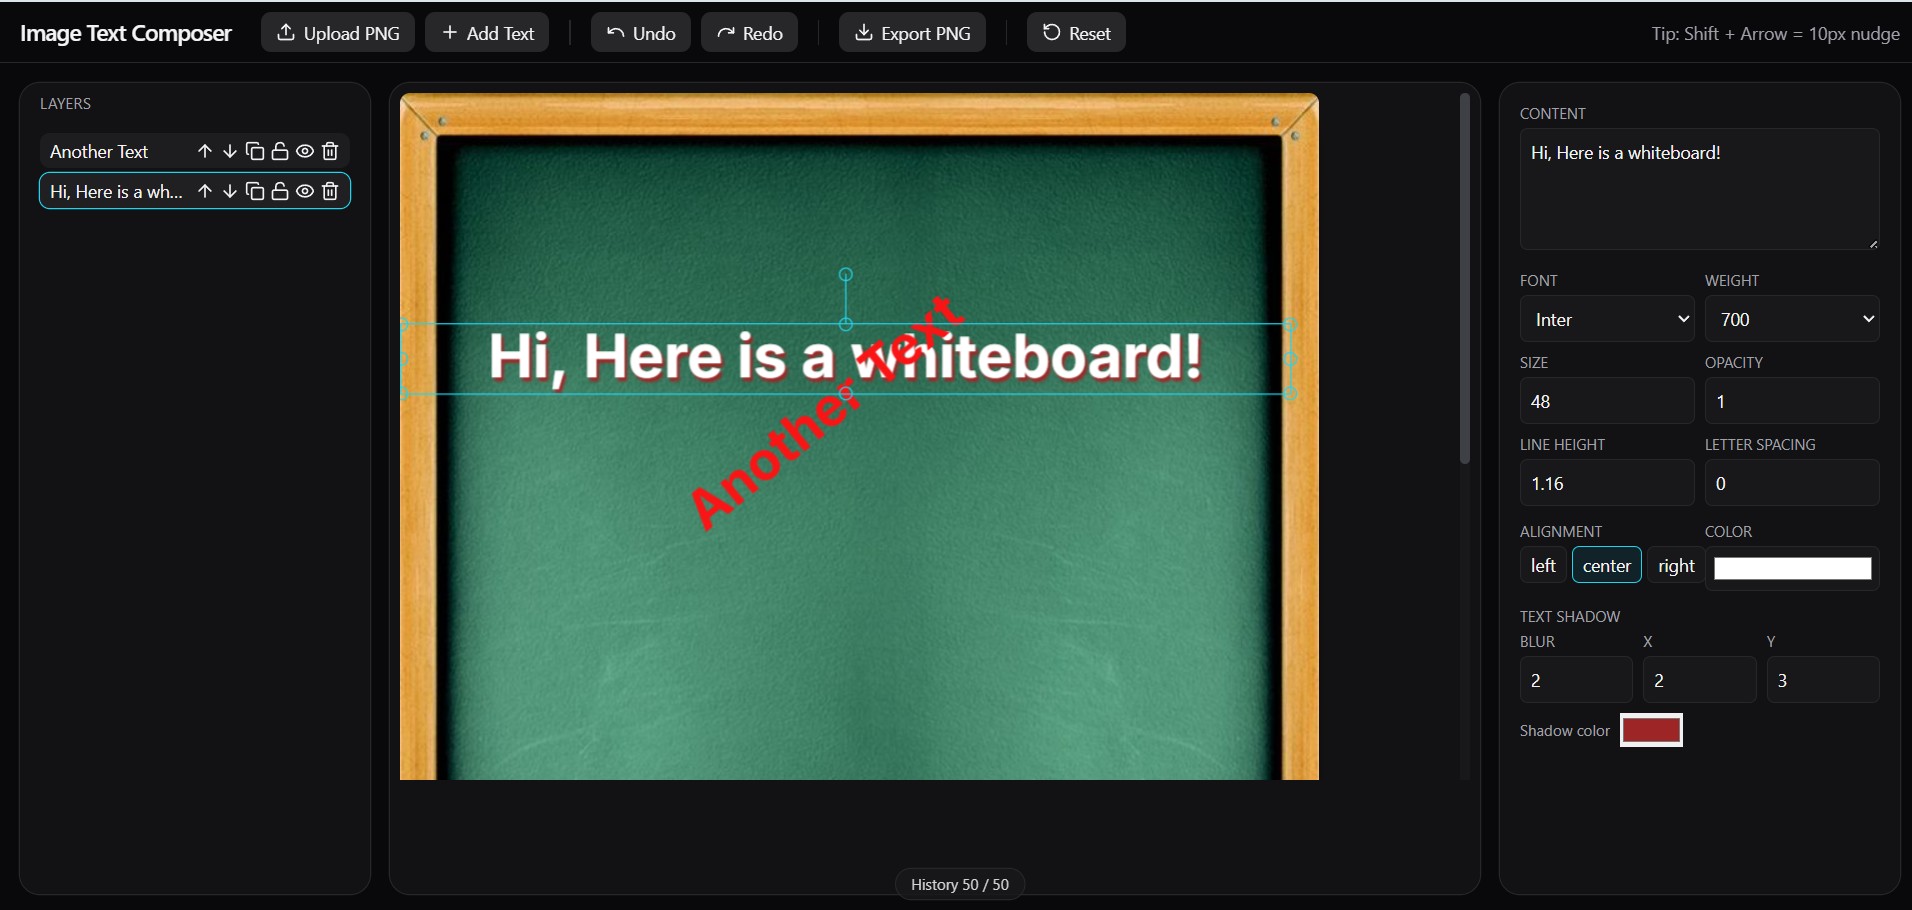 Image Text Composer Upload PNG Add Text Undo Redo Export PNG Reset Tip: Shift + Arrow = 10px nudge
LAYERS
Another Text
Hi, Here is a wh...
Hi, Here is a whiteboard!
Another Text
History 50 / 50
CONTENT
Hi, Here is a whiteboard!
FONT WEIGHT
Inter 700
SIZE OPACITY
48 1
LINE HEIGHT LETTER SPACING
1.16 0
ALIGNMENT COLOR
left center right
TEXT SHADOW
BLUR X Y
2 2 3
Shadow color